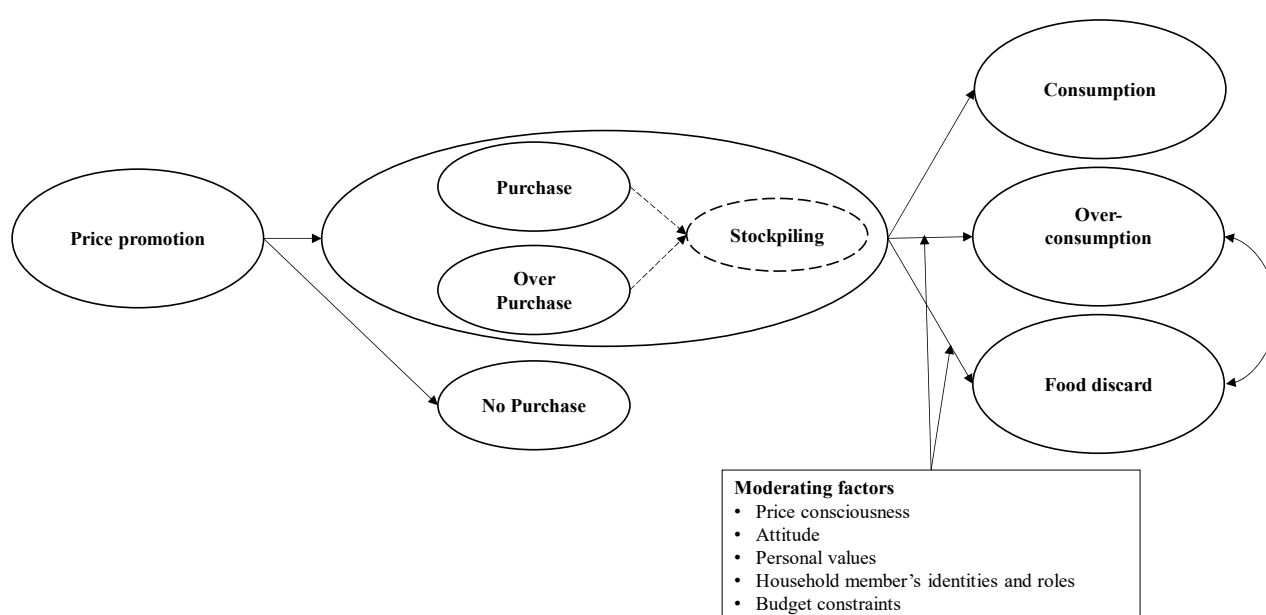 Consumption
Purchase
Over-
consumption
Price promotion
Stockpiling
Over
Purchase
Food discard
No Purchase
Moderating factors
• Price consciousness
• Attitude
• Personal values
• Household member’s identities and roles
• Budget constraints